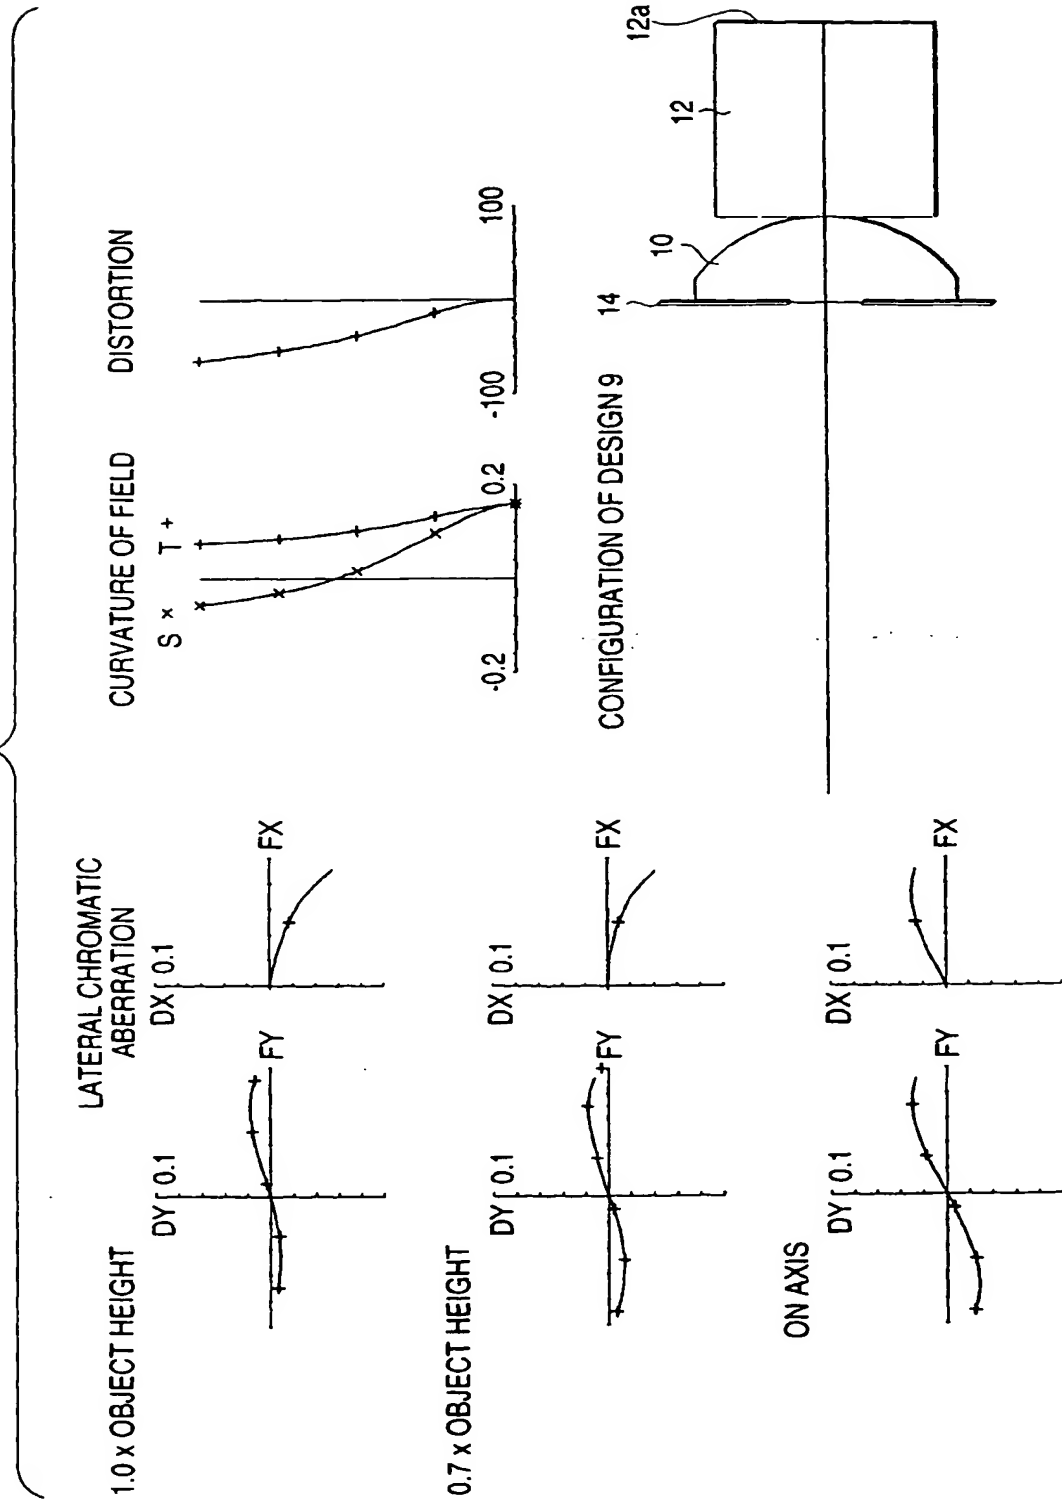 LATERAL CHROMATIC
ABERRATION
1.0 x OBJECT HEIGHT
DY 0.1
FY
DX 0.1
FX
0.7 x OBJECT HEIGHT
DY 0.1
FY
DX 0.1
FX
ON AXIS
DY 0.1
FY
DX 0.1
FX
CURVATURE OF FIELD
S × T +
-0.2
0.2
DISTORTION
-100
100
CONFIGURATION OF DESIGN 9
14
10
12
12a